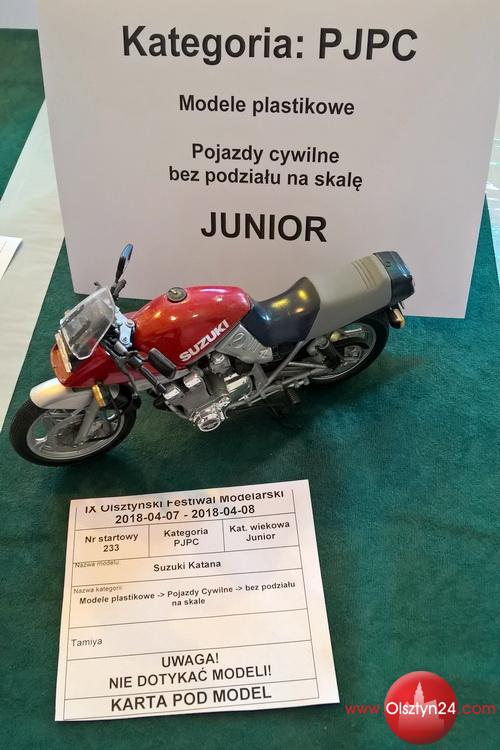 Kategoria: PJPC
Modele plastikowe
Pojazdy cywilne
bez podziału na skalę
JUNIOR
SUZUKI
IX Olsztyński Festiwal Modelarski
2018-04-07 - 2018-04-08
Nr startowy
233
Kategoria
PJPC
Kat. wiekowa
Junior
Nazwa modelu
Suzuki Katana
Nazwa kategorii
Modele plastikowe -> Pojazdy Cywilne -> bez podziału
na skale
Tamiya
UWAGA!
NIE DOTYKAĆ MODELI!
KARTA POD MODEL
www.Olsztyn24.com